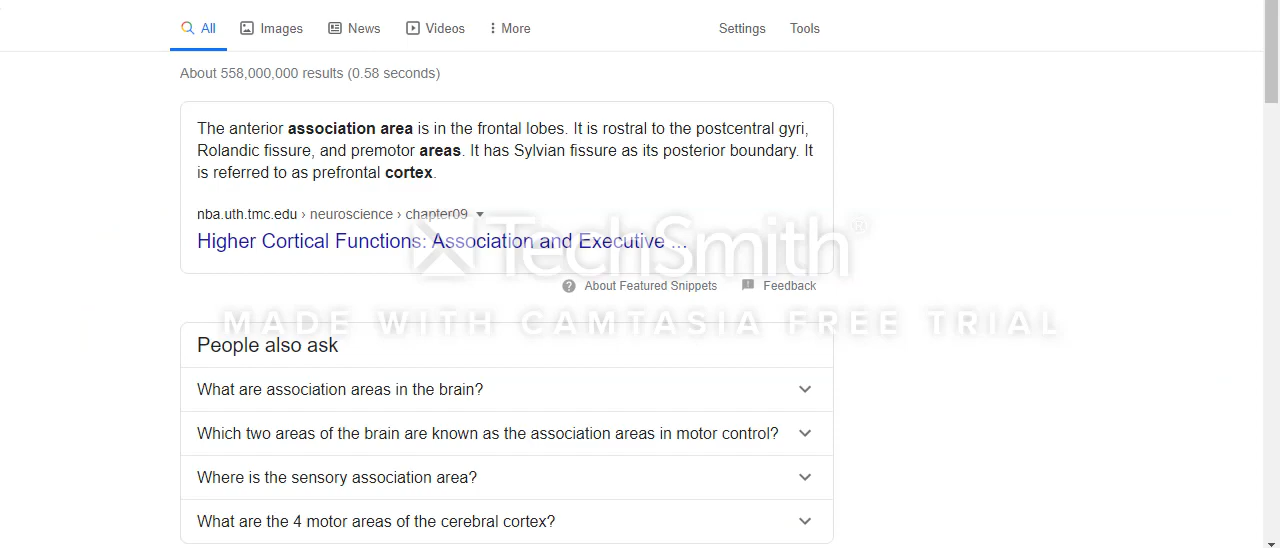 All Images News Videos More Settings Tools
About 558,000,000 results (0.58 seconds)
The anterior association area is in the frontal lobes. It is rostral to the postcentral gyri,
Rolandic fissure, and premotor areas. It has Sylvian fissure as its posterior boundary. It
is referred to as prefrontal cortex.
nba.uth.tmc.edu › neuroscience › chapter09
Higher Cortical Functions: Association and Executive ...
TechSmith®
About Featured Snippets Feedback
MADE WITH CAMTASIA FREE TRIAL
People also ask
What are association areas in the brain?
Which two areas of the brain are known as the association areas in motor control?
Where is the sensory association area?
What are the 4 motor areas of the cerebral cortex?